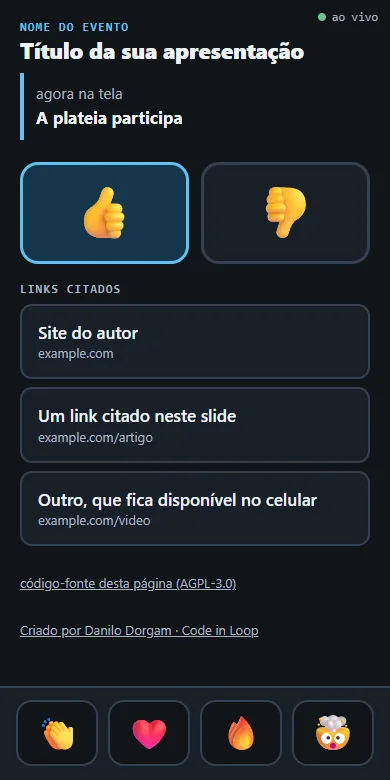 ao vivo
NOME DO EVENTO
Título da sua apresentação
agora na tela
A plateia participa
LINKS CITADOS
Site do autor
example.com
Um link citado neste slide
example.com/artigo
Outro, que fica disponível no celular
example.com/video
código-fonte desta página (AGPL-3.0)
Criado por Danilo Dorgam · Code in Loop